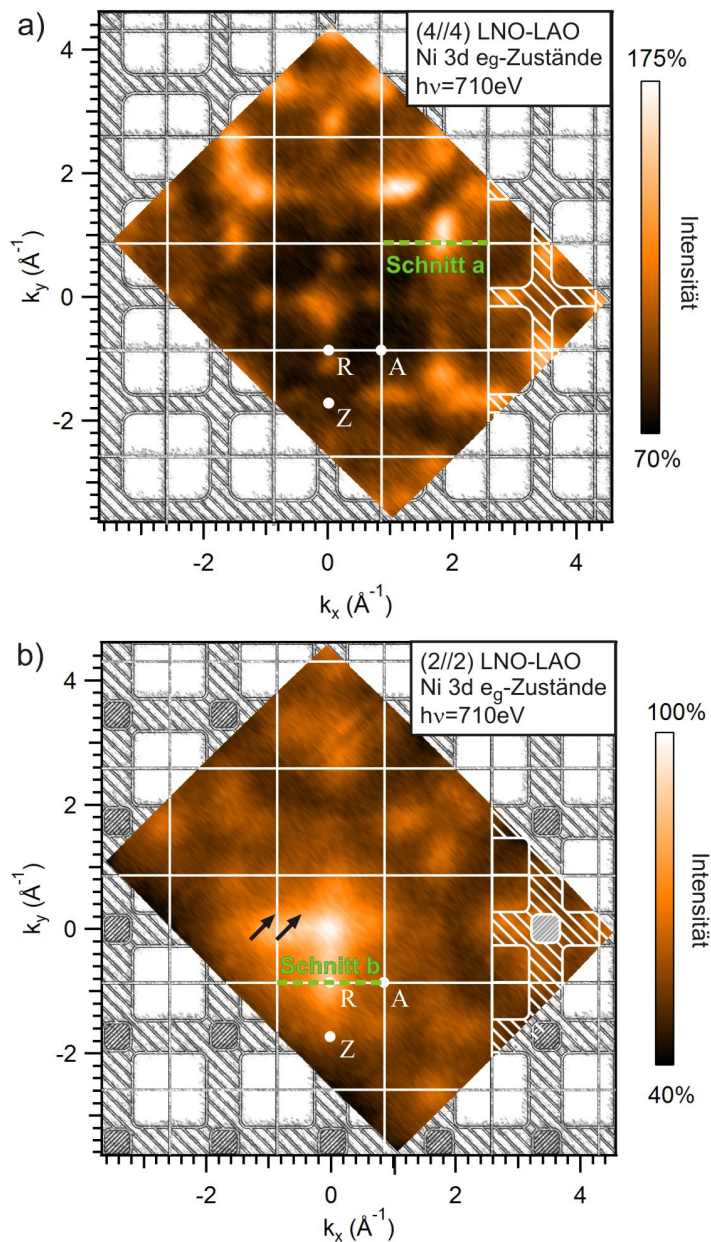 a)
(4//4) LNO-LAO
Ni 3d eg-Zustände
hν=710eV
175%
Intensität
70%
4
2
0
-2
ky (Å-1)
Schnitt a
R
A
Z
-2
0
2
4
kx (Å-1)
b)
(2//2) LNO-LAO
Ni 3d eg-Zustände
hν=710eV
100%
Intensität
40%
4
2
0
-2
ky (Å-1)
Schnitt b
R
A
Z
-2
0
2
4
kx (Å-1)